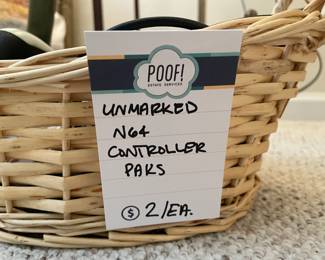 POOF!
ESTATE SERVICES
UNMARKED
N64
CONTROLLER
PAKS
$ 2/EA.